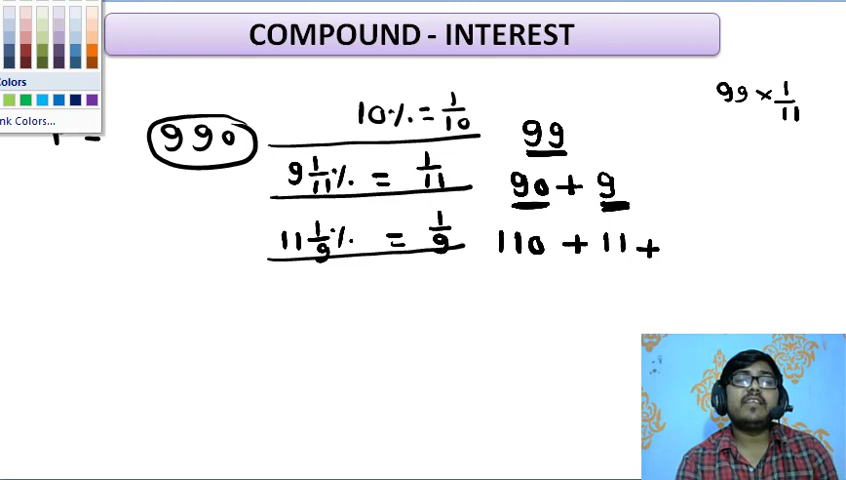 COMPOUND - INTEREST
Colors
nk Colors...
990
10% = 1/10
99
99 × 1/11
9 1/11 % = 1/11
90 + 9
11 1/9 % = 1/9
110 + 11 +